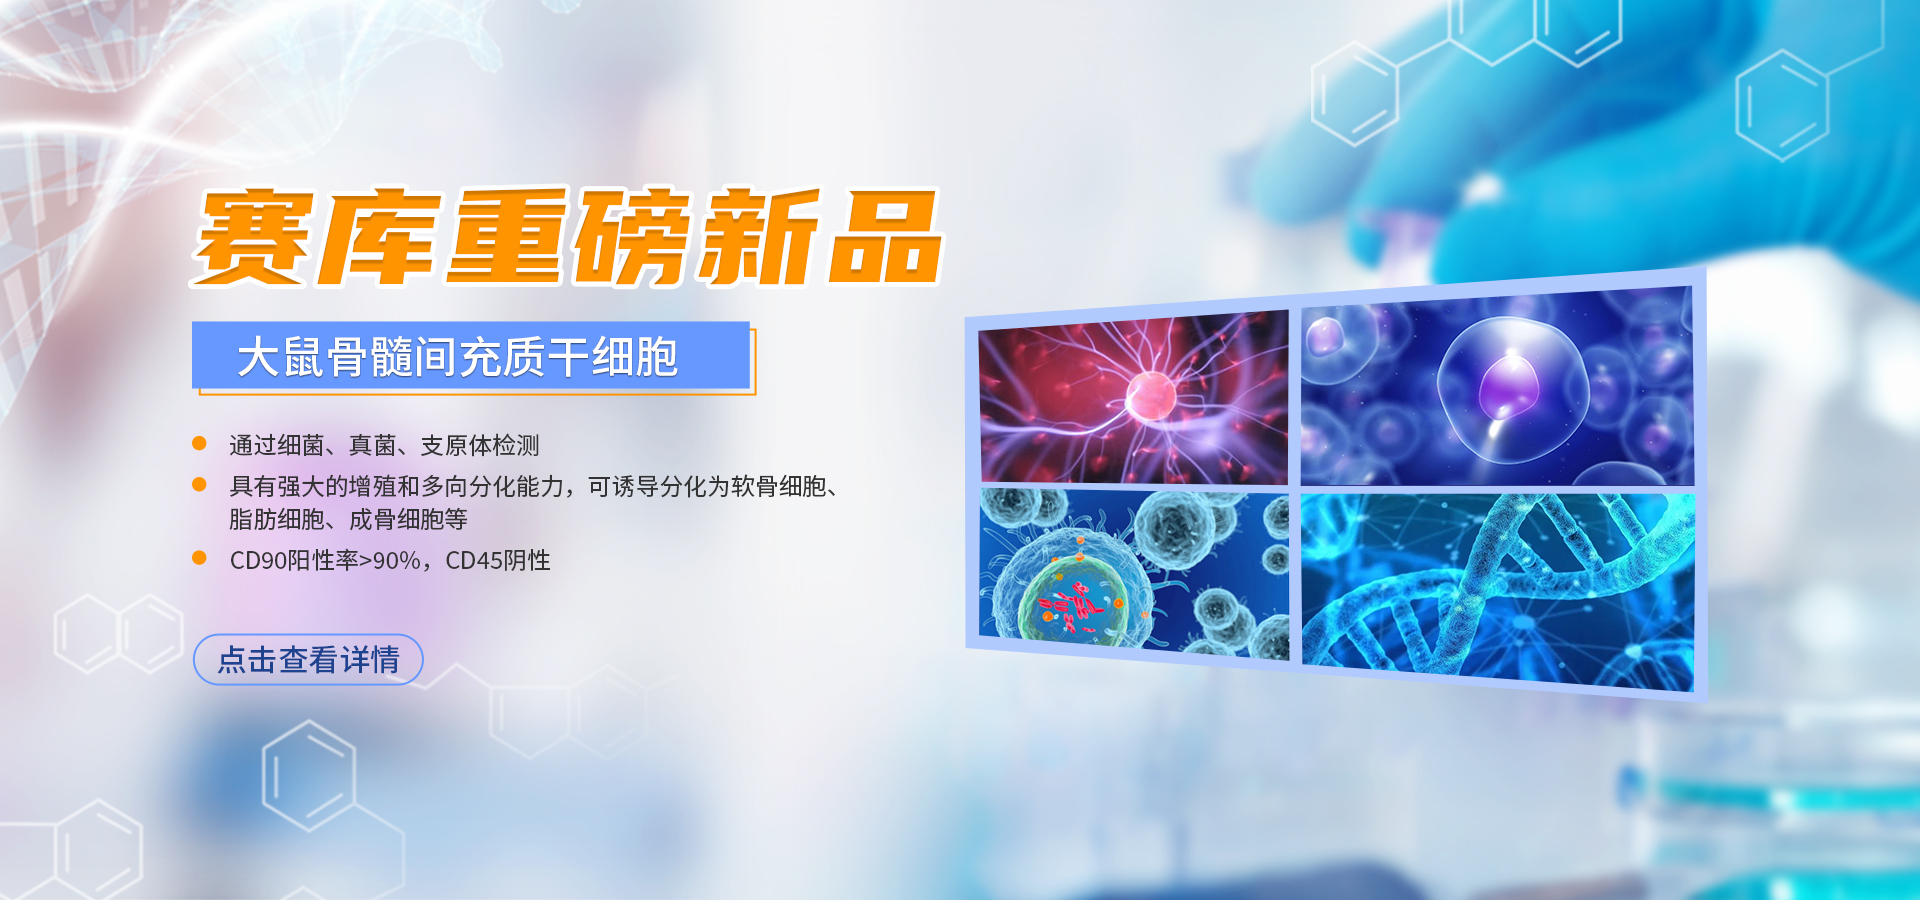 赛库重磅新品
大鼠骨髓间充质干细胞
通过细菌、真菌、支原体检测
具有强大的增殖和多向分化能力，可诱导分化为软骨细胞、
脂肪细胞、成骨细胞等
CD90阳性率>90%，CD45阴性
点击查看详情